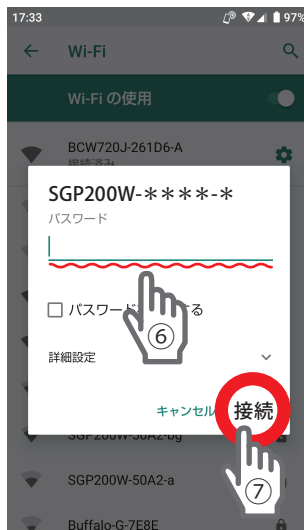 17:33 97%
Wi-Fi
Wi-Fi の使用
BCW720J-261D6-A
接続済み
SGP200W-＊＊＊＊-＊
パスワード
パスワー する
⑥
詳細設定
キャンセル 接続
SGP200W-50A2-bg
⑦
SGP200W-50A2-a
Buffalo-G-7E8E